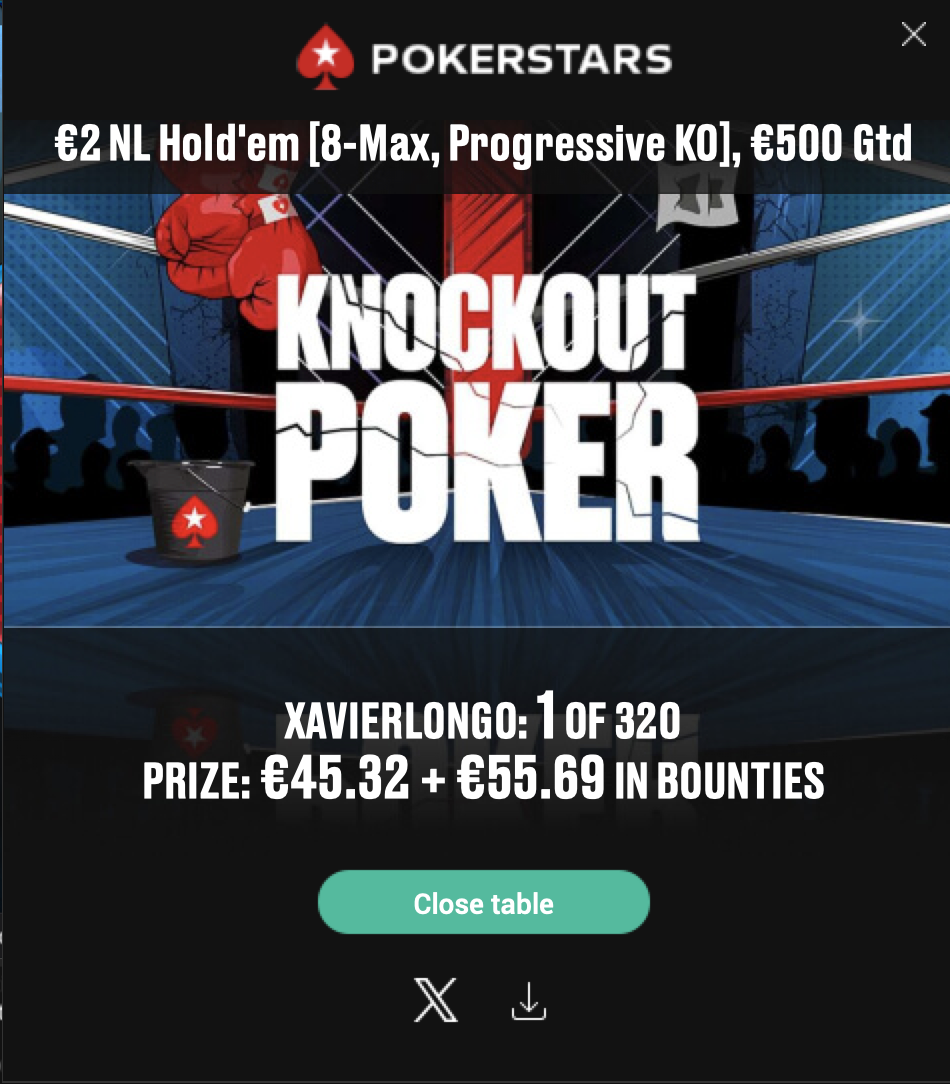 POKERSTARS
€2 NL Hold'em [8-Max, Progressive KO], €500 Gtd
KNOCKOUT
POKER
XAVIERLONGO: 1 OF 320
PRIZE: €45.32 + €55.69 IN BOUNTIES
Close table